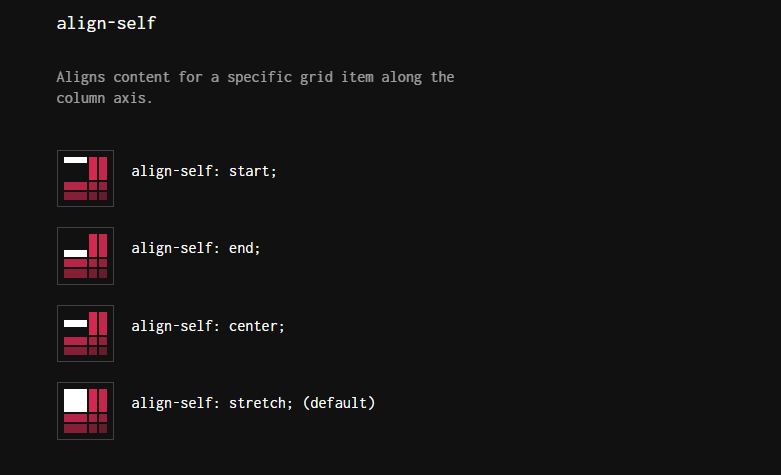 align-self
Aligns content for a specific grid item along the
column axis.
align-self: start;
align-self: end;
align-self: center;
align-self: stretch; (default)